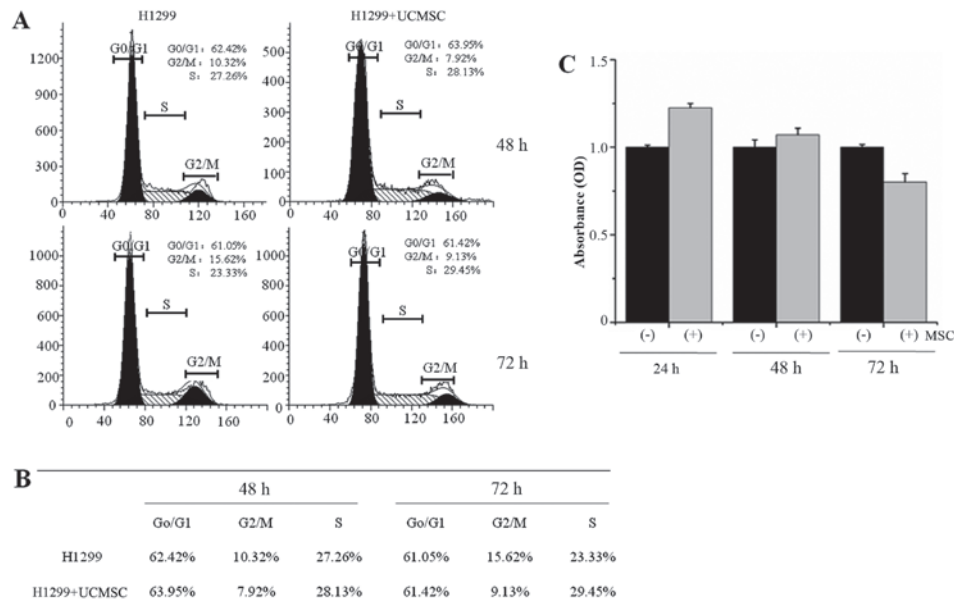 A
H1299
H1299+UCMSC
G0/G1
G0/G1: 62.42%
G2/M: 10.32%
S: 27.26%
S
G2/M
1200
900
600
300
0
0 40 80 120 160
G0/G1
G0/G1: 63.95%
G2/M: 7.92%
S: 28.13%
S
G2/M
500
400
300
200
100
0
0 40 80 120 160
48 h
G0/G1
G0/G1: 61.05%
G2/M: 15.62%
S: 23.33%
S
G2/M
1000
800
600
400
200
0
0 40 80 120 160
G0/G1
G0/G1: 61.42%
G2/M: 9.13%
S: 29.45%
S
G2/M
1000
800
600
400
200
0
0 40 80 120 160
72 h
C
Absorbance (OD)
1.5
1.0
0.5
0
(-) (+) (-) (+) (-) (+) MSC
24 h 48 h 72 h
B
48 h 72 h
Go/G1 G2/M S Go/G1 G2/M S
H1299 62.42% 10.32% 27.26% 61.05% 15.62% 23.33%
H1299+UCMSC 63.95% 7.92% 28.13% 61.42% 9.13% 29.45%